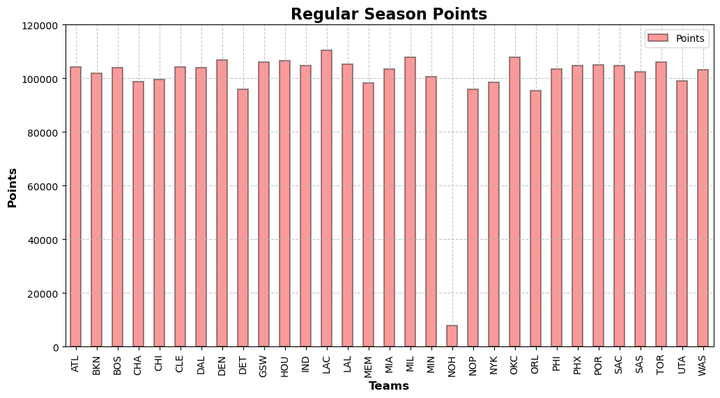 Regular Season Points
Points
120000
100000
80000
60000
40000
20000
0
Points
ATL BKN BOS CHA CHI CLE DAL DEN DET GSW HOU IND LAC LAL MEM MIA MIL MIN NOH NOP NYK OKC ORL PHI PHX POR SAC SAS TOR UTA WAS
Teams